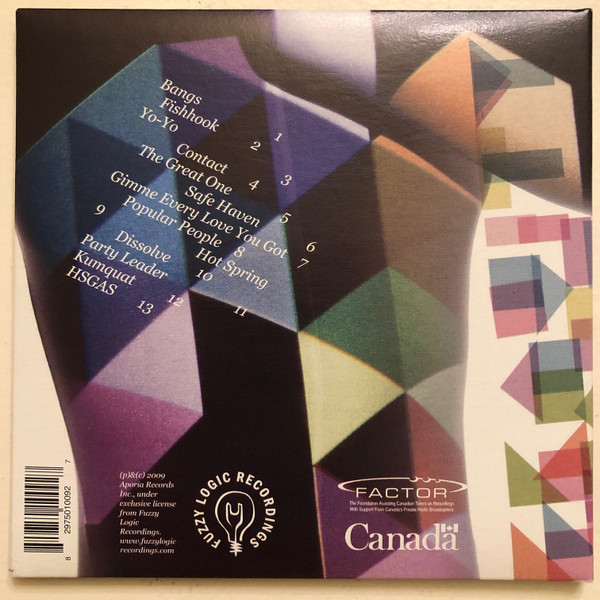 Bangs 1
Fishhook 2
Yo-Yo 3
Contact 4
The Great One 5
Safe Haven 6
Gimme Every Love You Got 7
Popular People 8
9
Hot Spring 10
Dissolve 11
Party Leader 12
Kumquat 13
HSGAS
(p)&(c) 2009
Aporia Records
Inc., under
exclusive license
from Fuzzy
Logic
Recordings.
www.fuzzylogic
recordings.com
FUZZY LOGIC RECORDINGS
FACTOR
The Foundation Assisting Canadian Talent on Recordings
With Support From Canada's Private Radio Broadcasters
Canada
8 2975010092 7